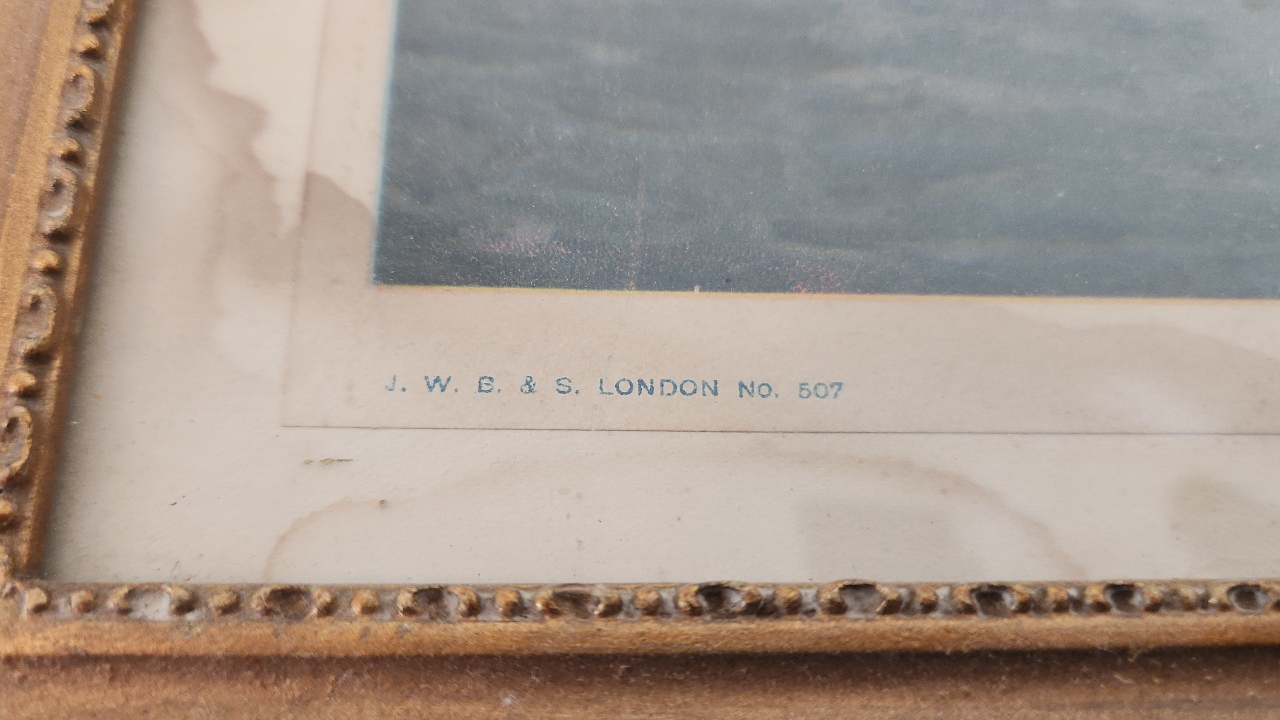 J. W. B. & S. LONDON No. 507